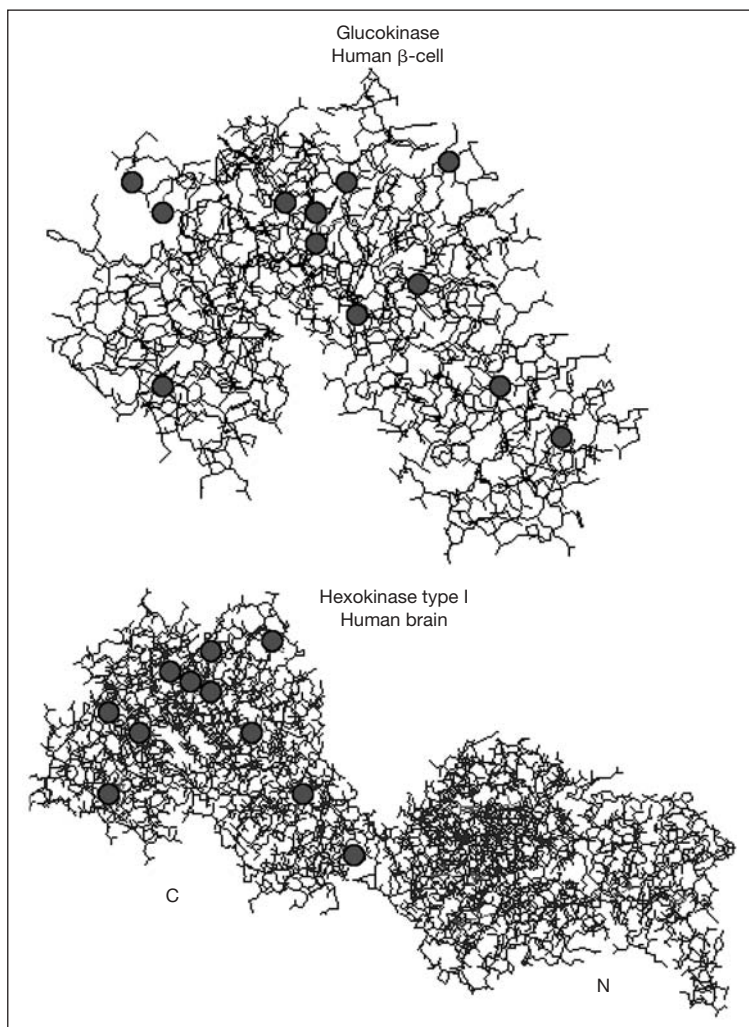 Glucokinase
Human β-cell
Hexokinase type I
Human brain
C
N